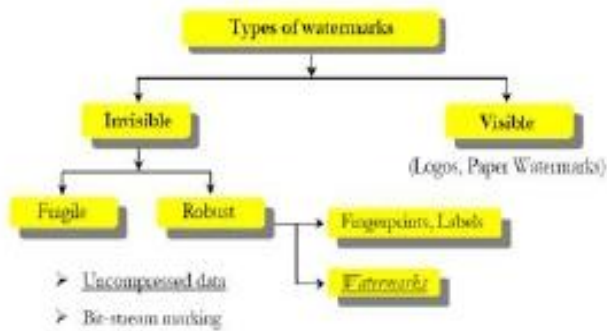 Types of watermarks
Invisible
Visible
(Logos, Paper Watermarks)
Fragile
Robust
Fingerprints, Labels
Watermarks
➢ Uncompressed data
➢ Bit-stream marking